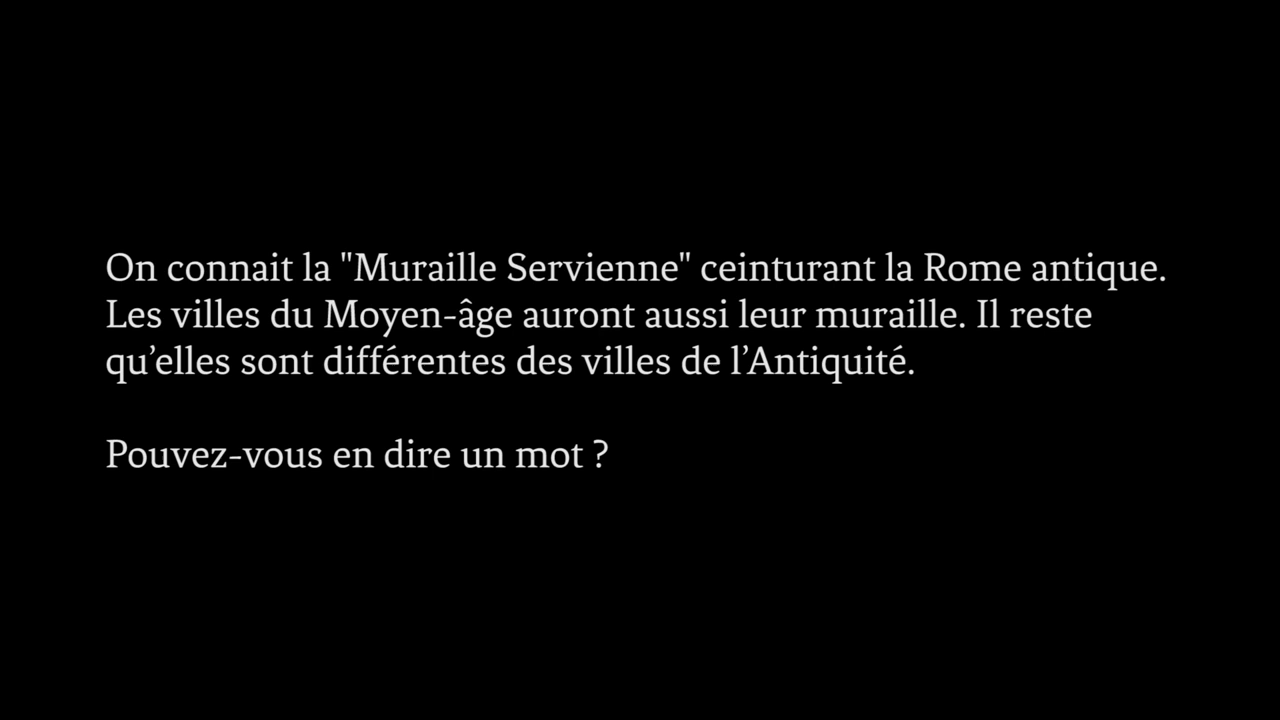 On connait la "Muraille Servienne" ceinturant la Rome antique.
Les villes du Moyen-âge auront aussi leur muraille. Il reste
qu’elles sont différentes des villes de l’Antiquité.
Pouvez-vous en dire un mot ?